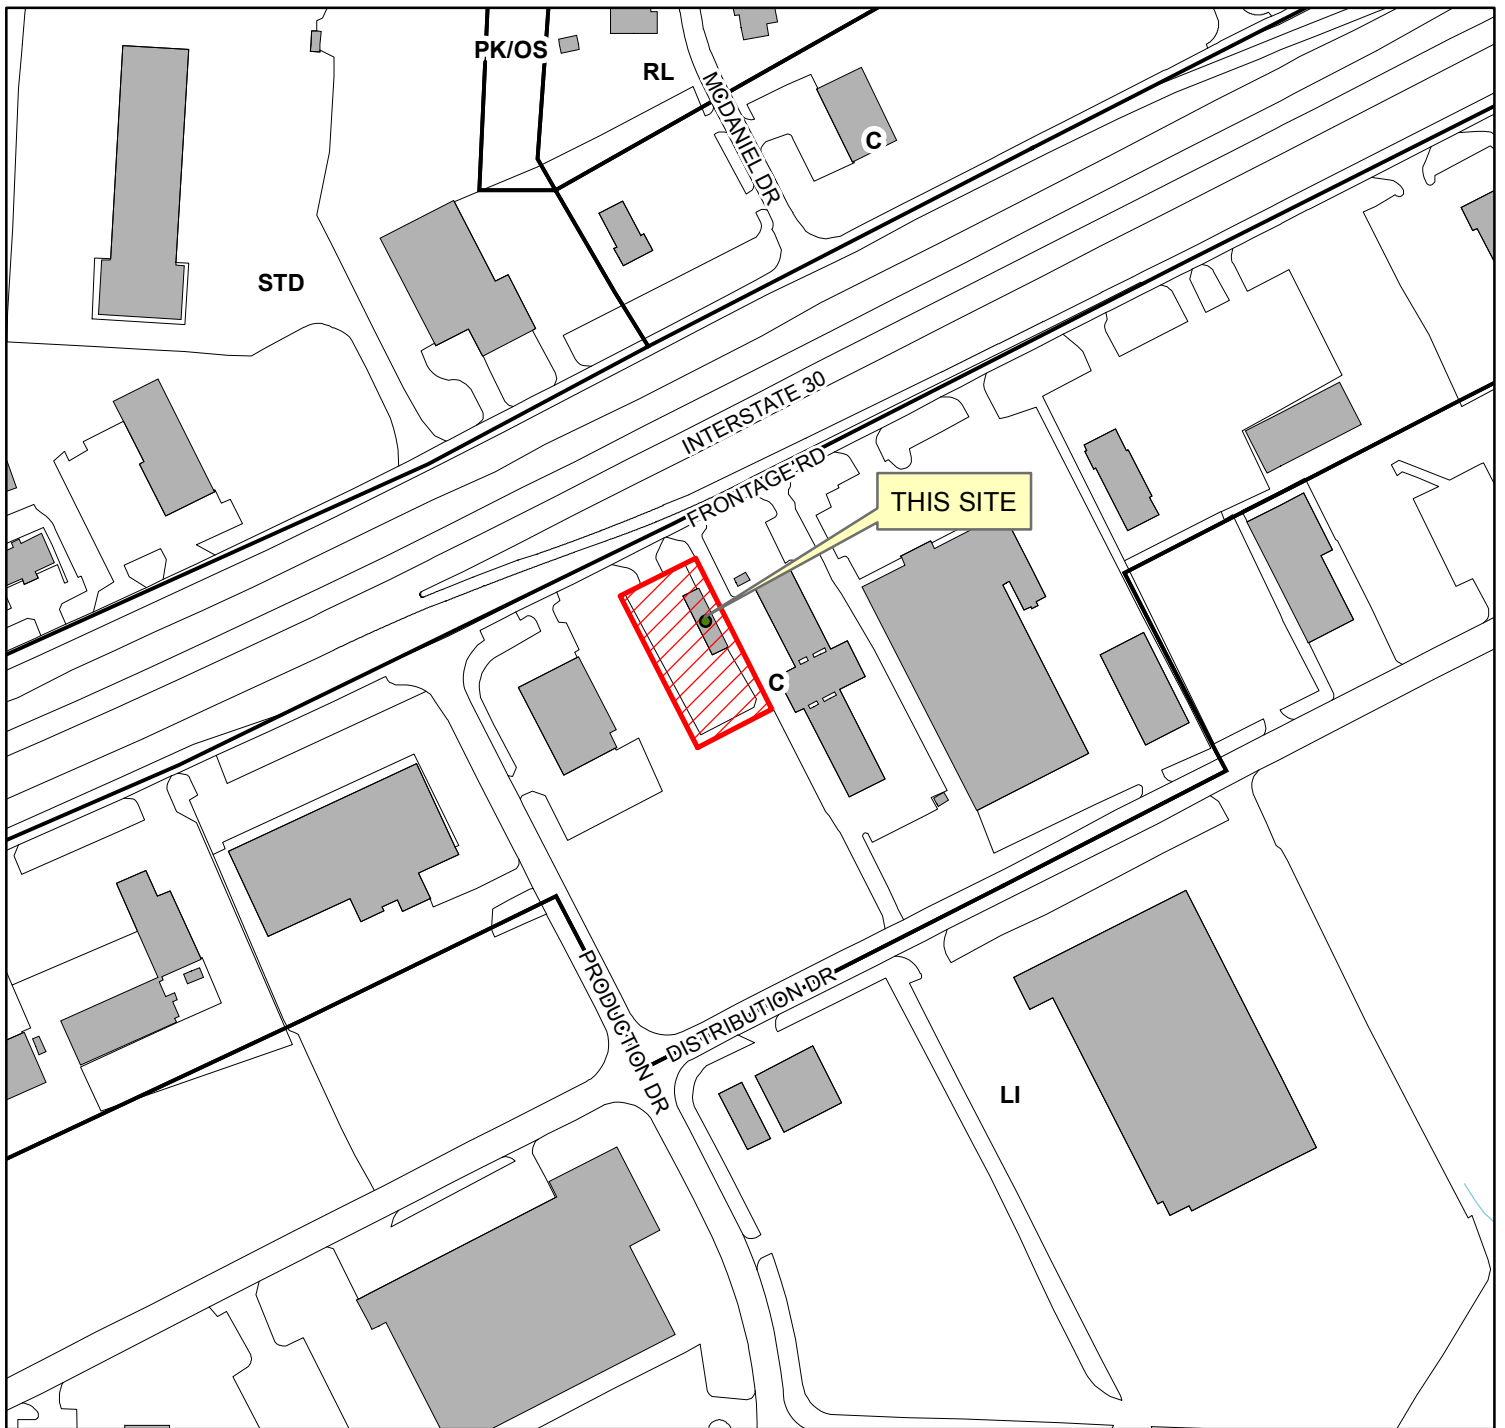 PK/OS
RL
MCDANIEL DR
C
STD
INTERSTATE 30
FRONTAGE RD
THIS SITE
C
PRODUCTION DR
DISTRIBUTION DR
LI